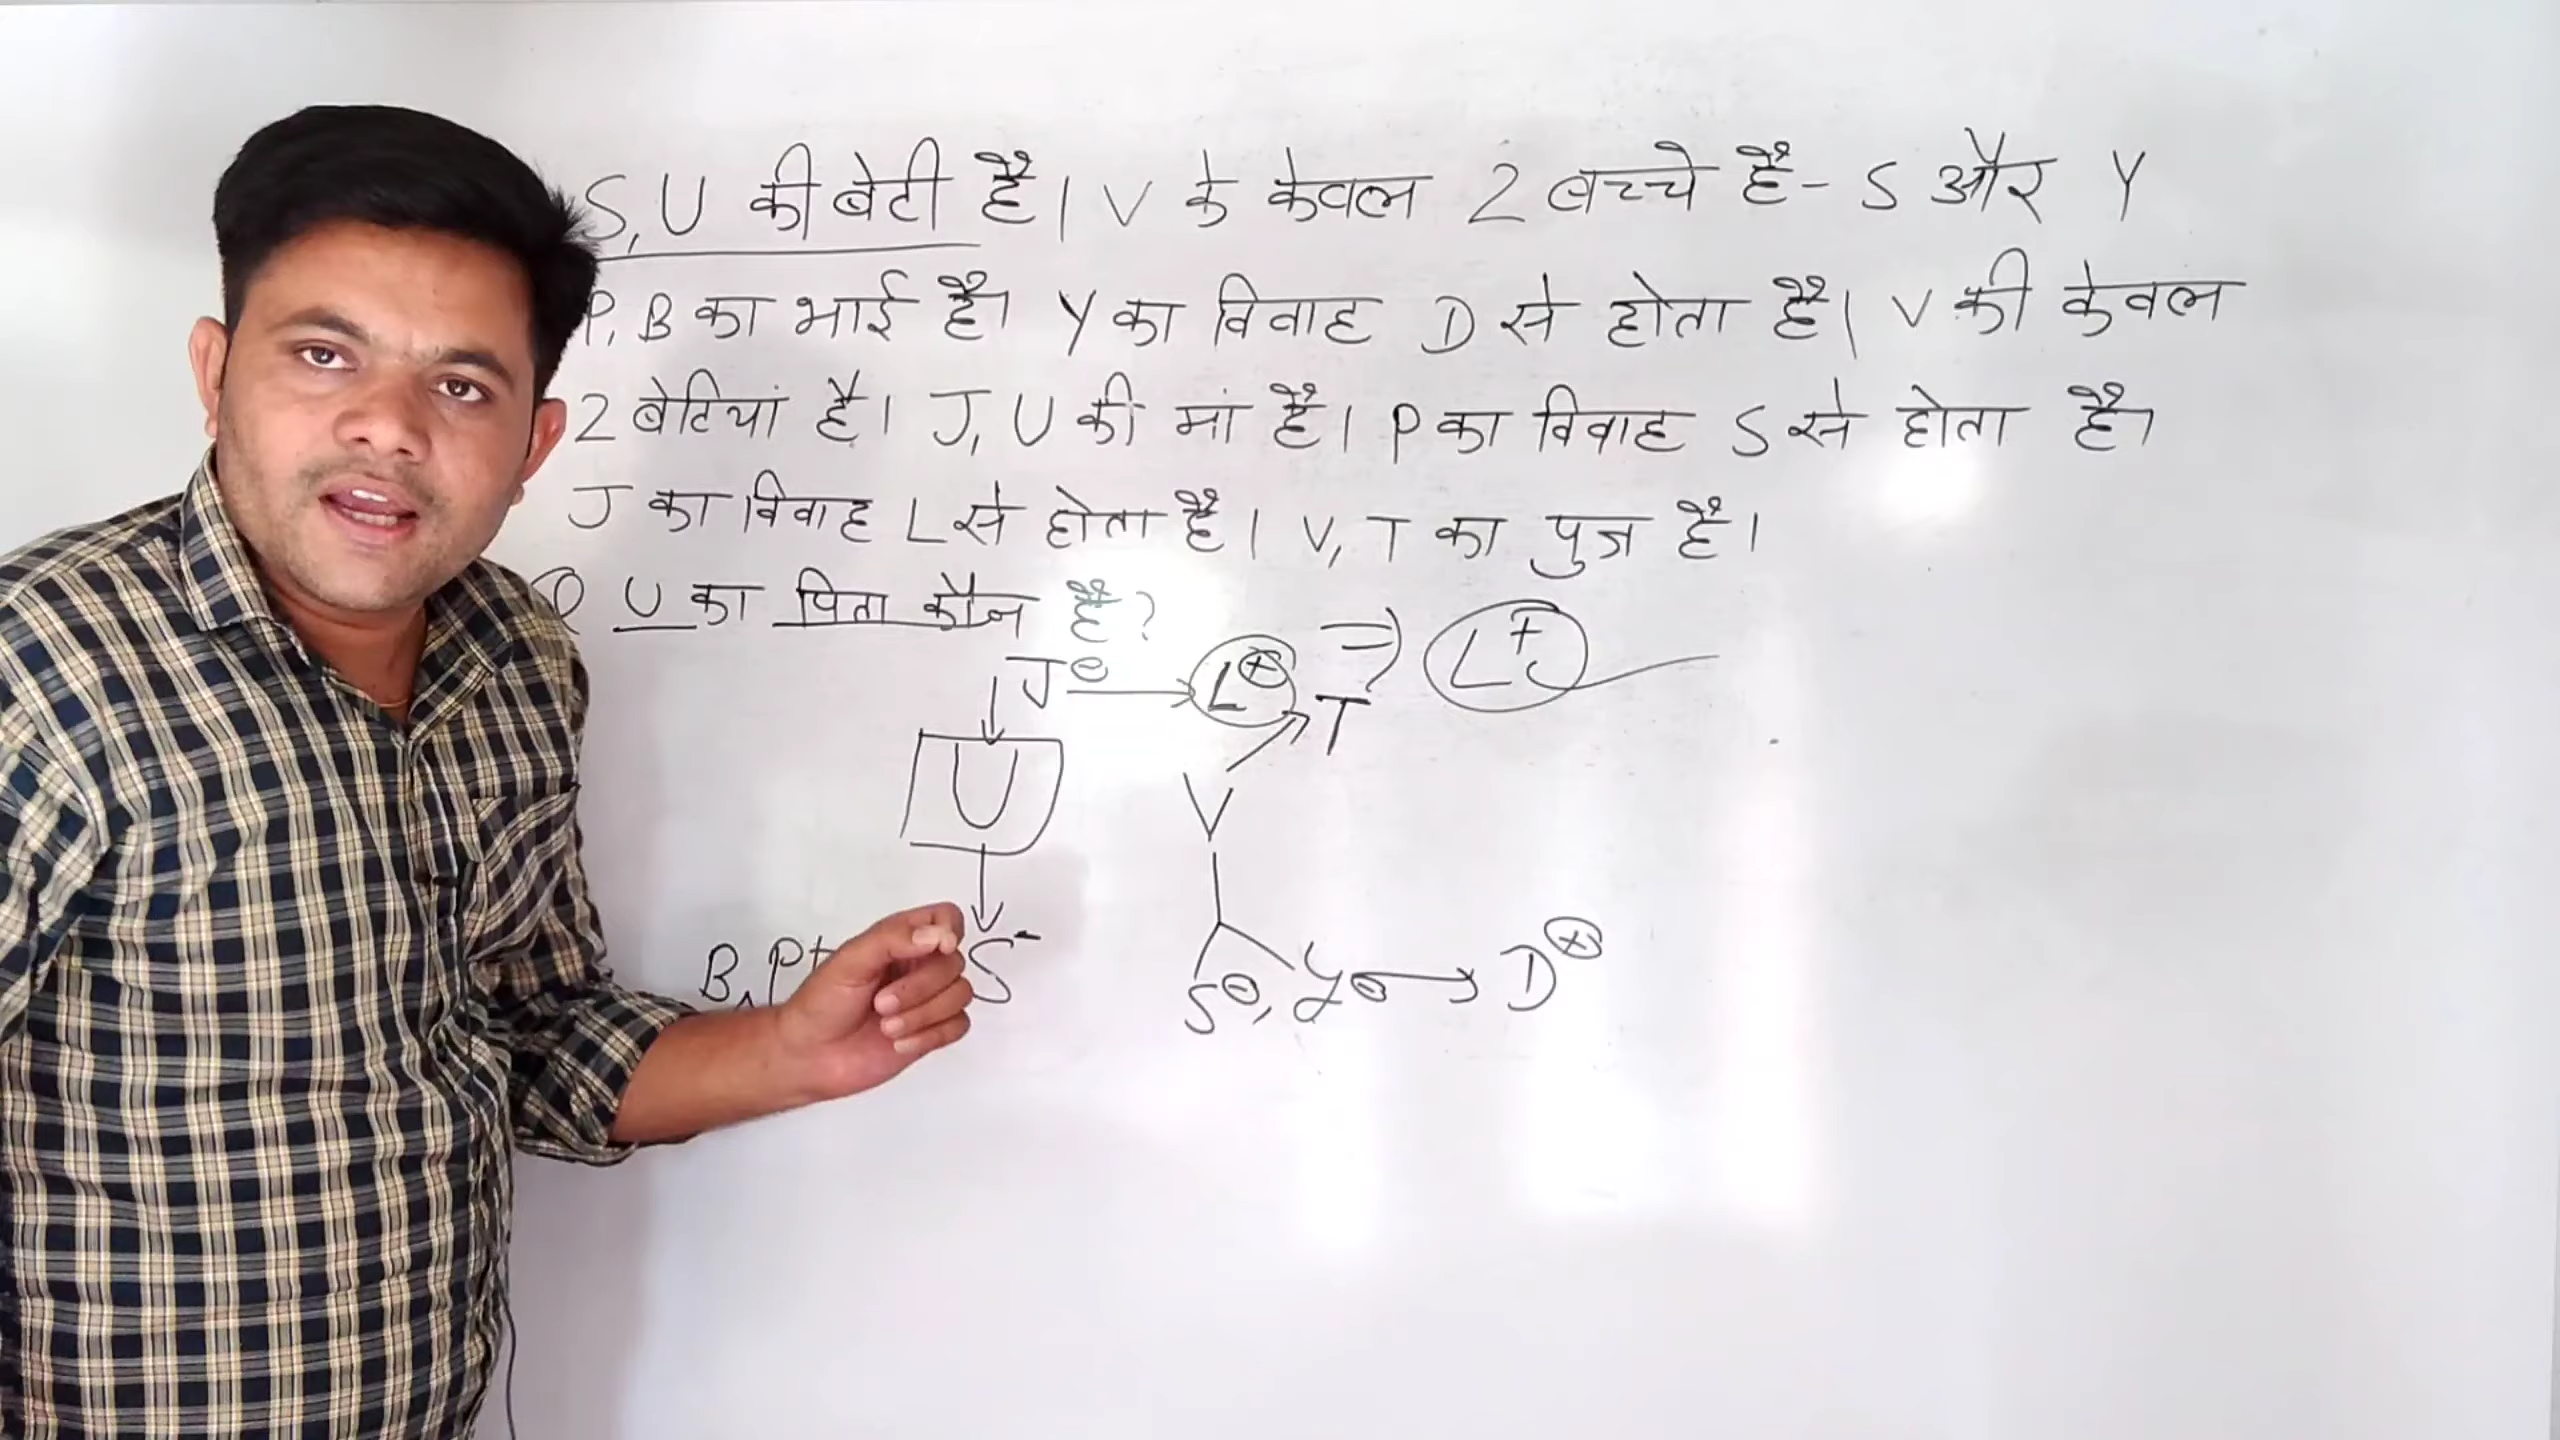 S, U की बेटी है। V के केवल 2 बच्चे हैं - S और Y
P, B का भाई है। Y का विवाह D से होता है। V की केवल
2 बेटियां है। J, U की मां है। P का विवाह S से होता है।
J का विवाह L से होता है। V, T का पुत्र है।
Q U का पिता कौन है?
J⊖ → L⊕ ⇒ L+
T
U
V
B, P+ S-
S⊖, Y⊖ → D⊕